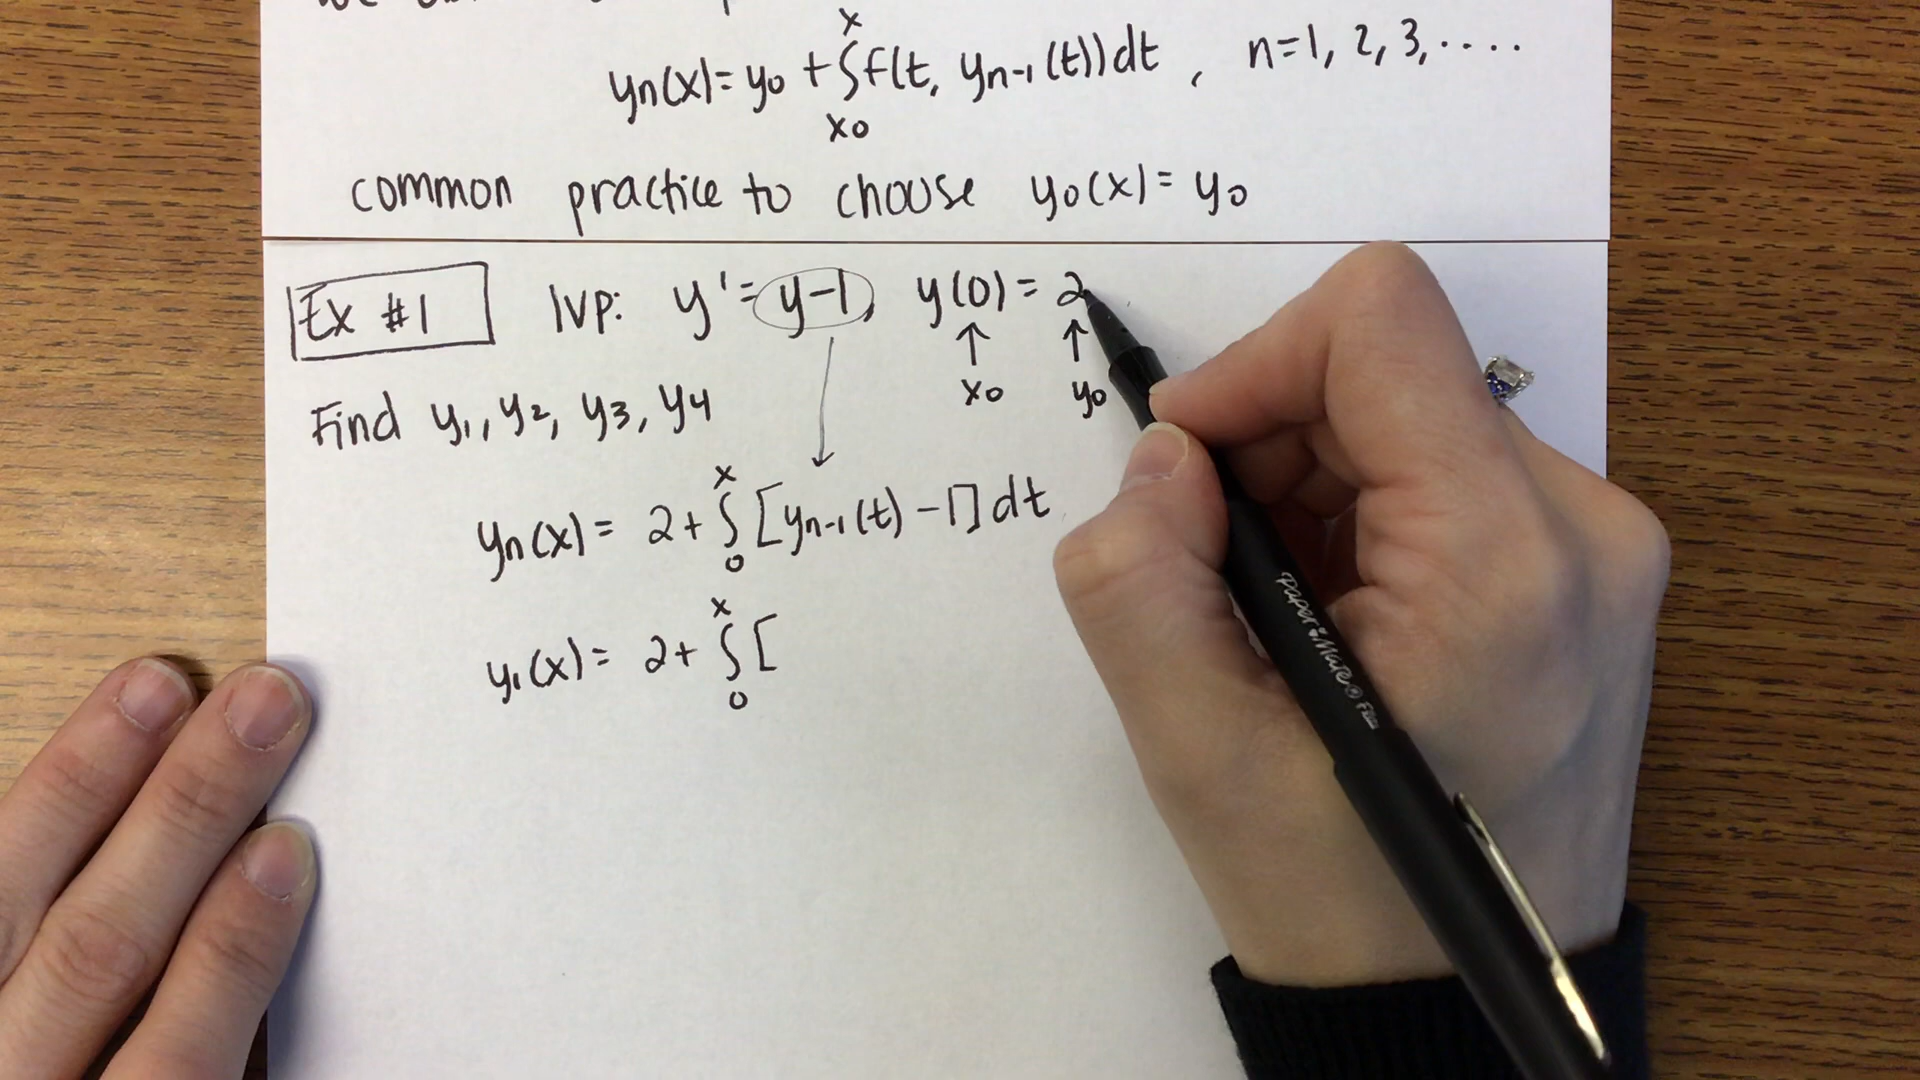 x
yn(x)= y0 + ∫f(t, yn-1(t))dt , n=1, 2, 3, ....
x0
common practice to choose y0(x)= y0
Ex #1 IVP: y'= y-1, y(0) = 2
↑ ↑
x0 y0
Find y1, y2, y3, y4
x
yn(x)= 2+ ∫ [yn-1(t) -1] dt
0
x
y1(x)= 2+ ∫ [
0
Paper Mate